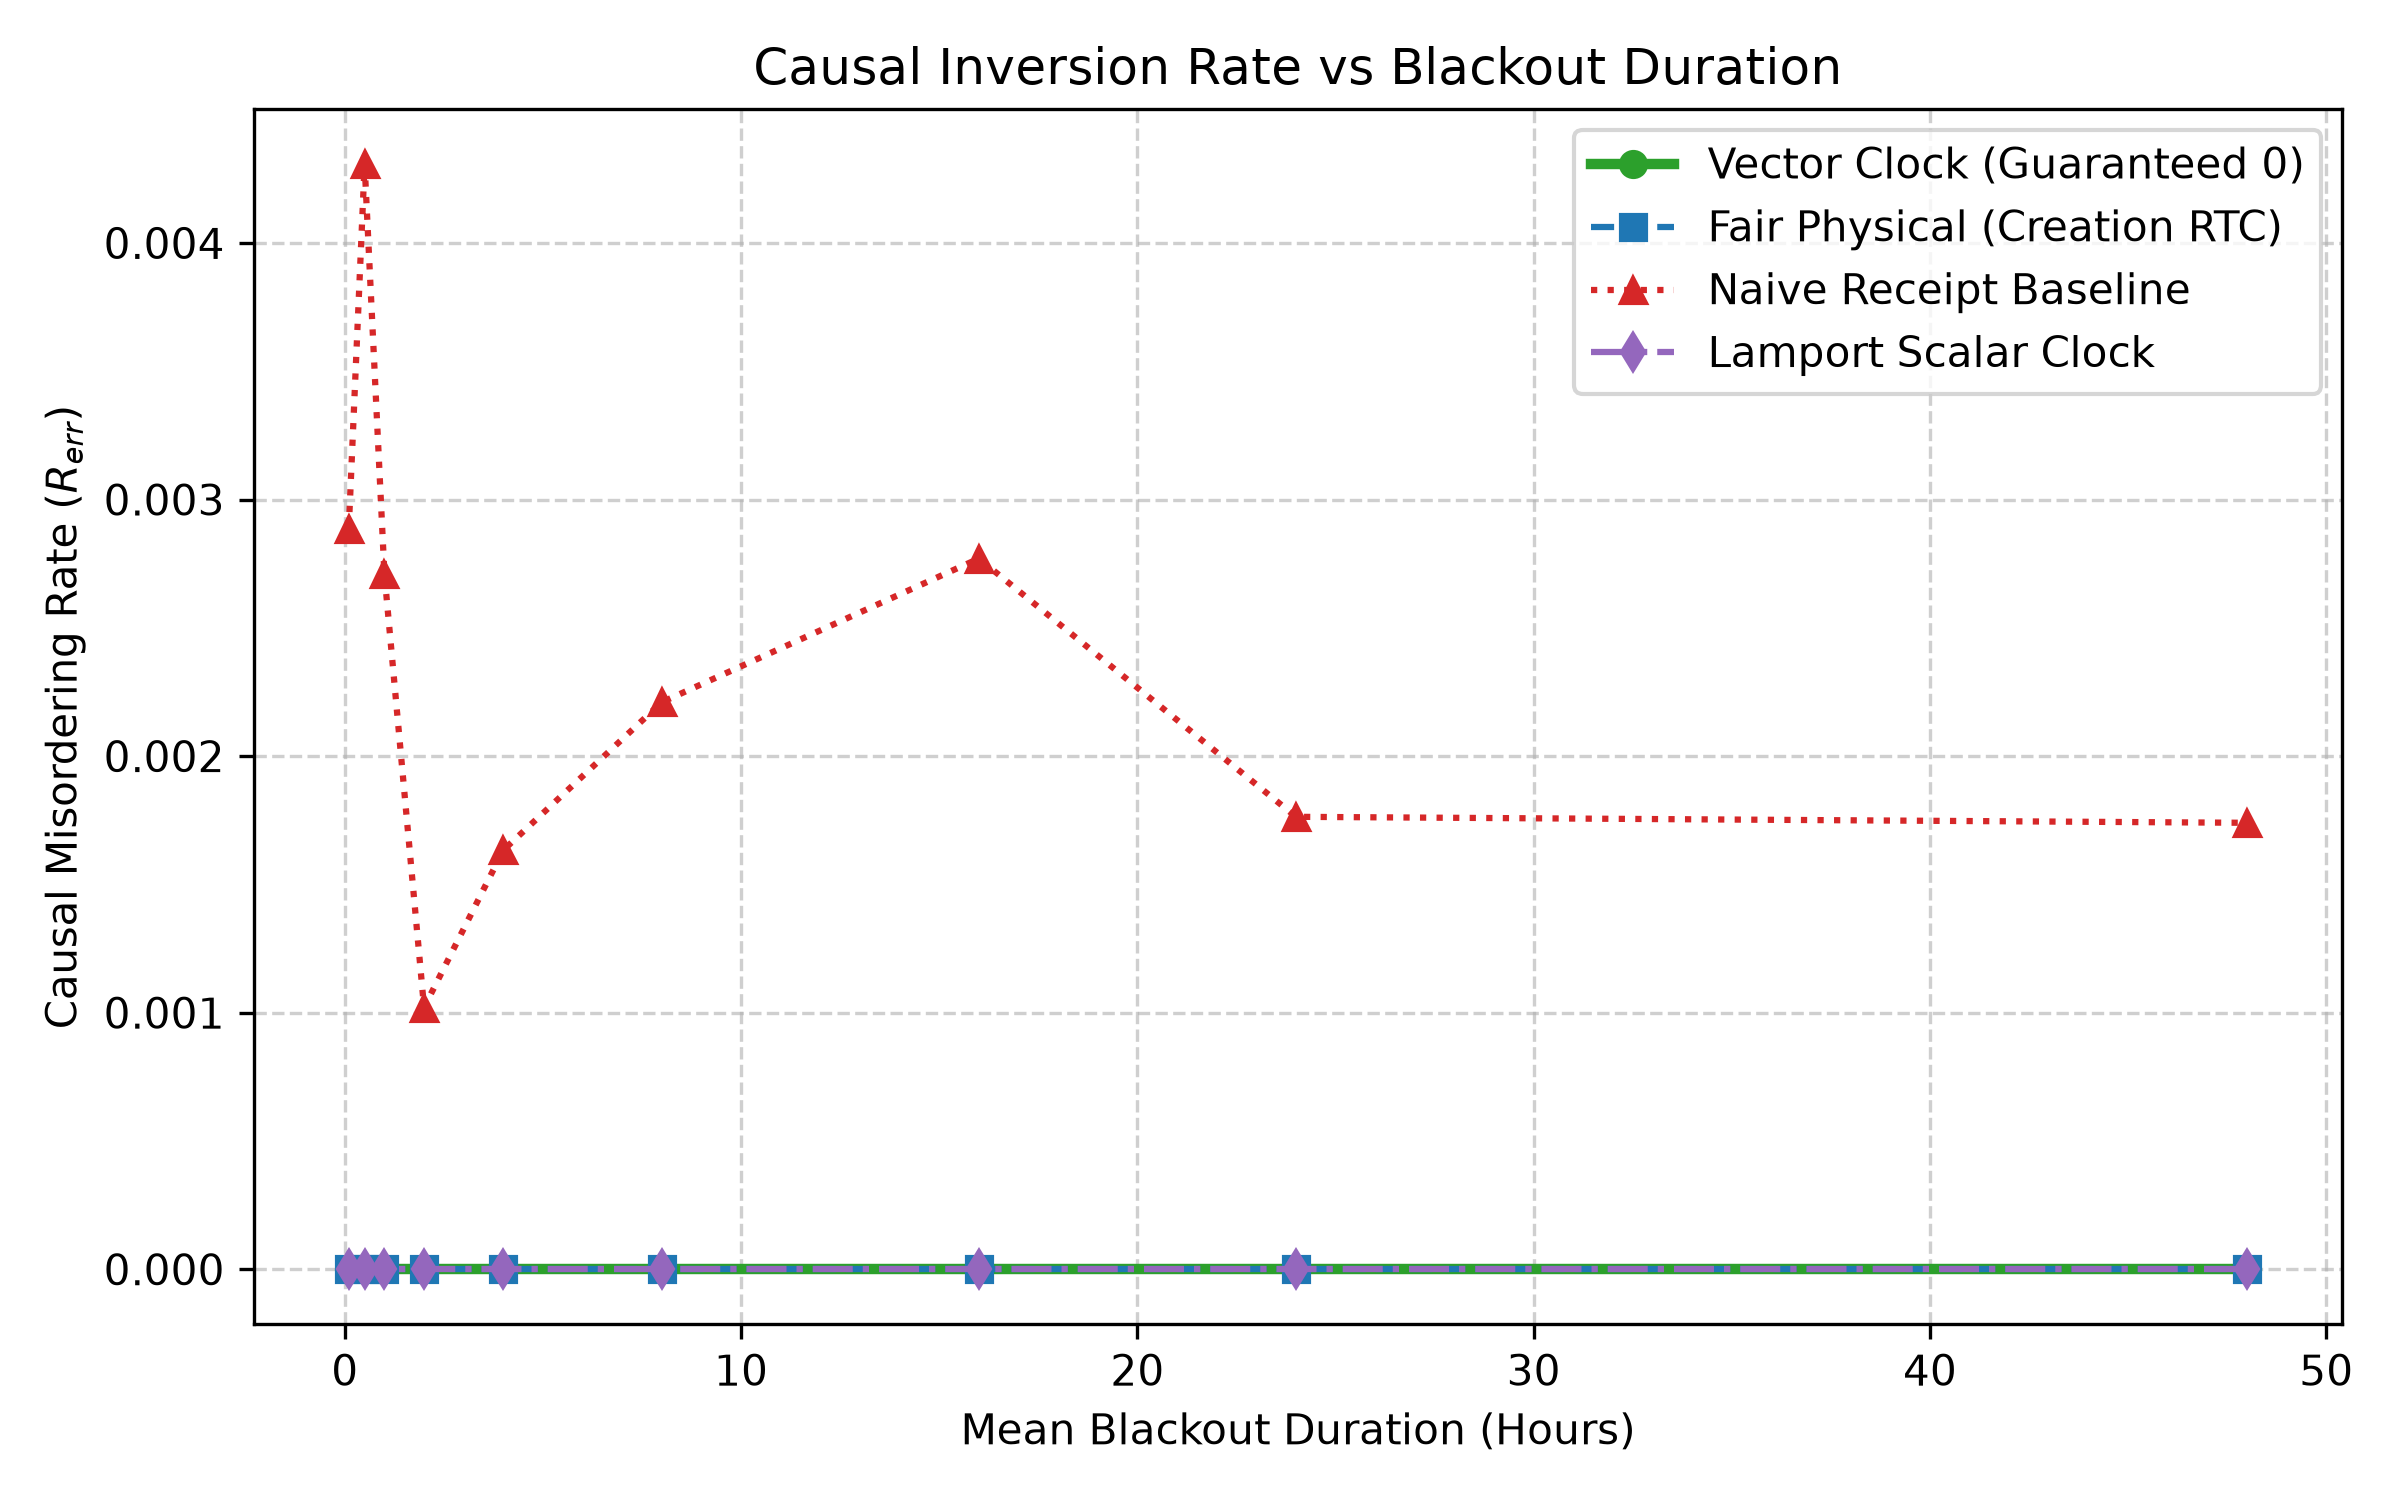 Causal Inversion Rate vs Blackout Duration
Vector Clock (Guaranteed 0)
Fair Physical (Creation RTC)
Naive Receipt Baseline
Lamport Scalar Clock
Causal Misordering Rate (R_err)
0.004
0.003
0.002
0.001
0.000
0 10 20 30 40 50
Mean Blackout Duration (Hours)